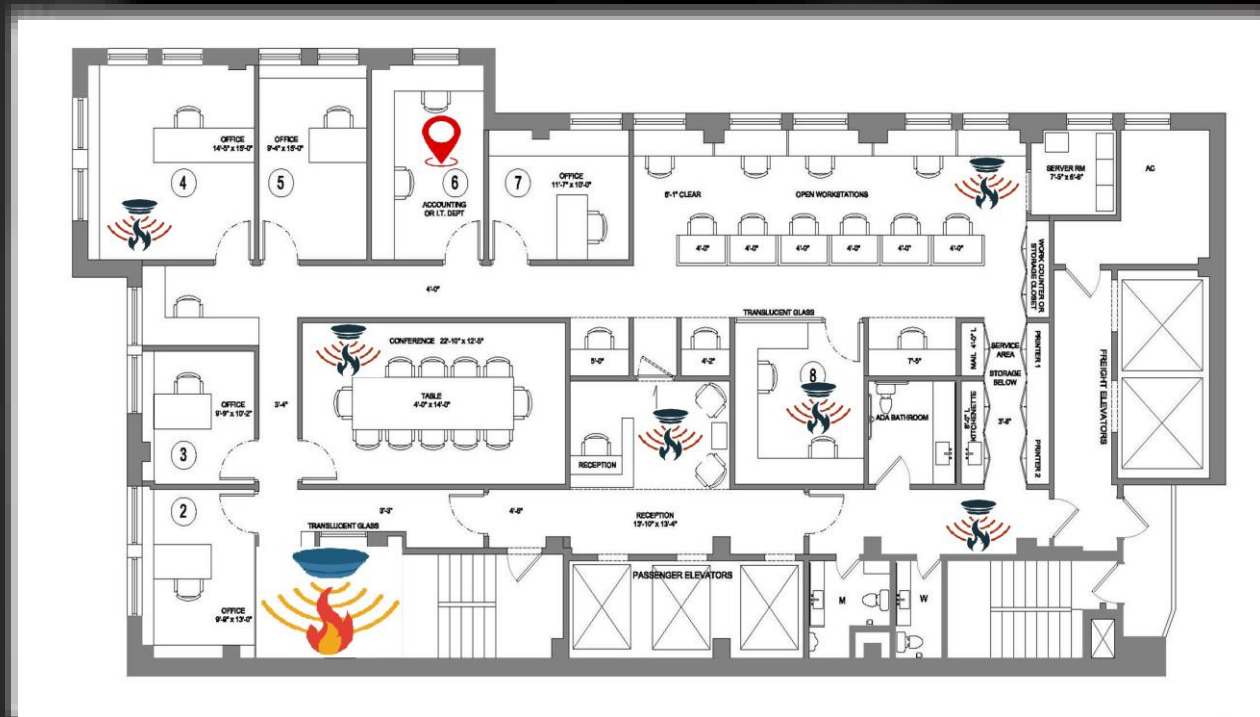 OFFICE
14'-5" x 15'-0"
4
OFFICE
9'-4" x 15'-0"
5
6
ACCOUNTING
OR I.T. DEPT
7
OFFICE
11'-7" x 10'-0"
6'-1" CLEAR
OPEN WORKSTATIONS
4'-0"
4'-0"
4'-0"
4'-0"
4'-0"
4'-0"
SERVER RM
7'-5" x 6'-6"
AC
WORK COUNTER OR
STORAGE CLOSET
4'-0"
TRANSLUCENT GLASS
CONFERENCE 22'-10" x 12'-5"
TABLE
4'-0" x 14'-0"
5'-0"
4'-2"
8
7'-5"
MAIL 4'-0" L
SERVICE
AREA
STORAGE
BELOW
PRINTER 1
FREIGHT ELEVATORS
OFFICE
9'-9" x 10'-2"
3
3'-4"
RECEPTION
ADA BATHROOM
KITCHENETTE
3'-6"
PRINTER 2
2
3'-3"
4'-6"
TRANSLUCENT GLASS
RECEPTION
13'-10" x 13'-4"
OFFICE
9'-9" x 13'-0"
PASSENGER ELEVATORS
M
W